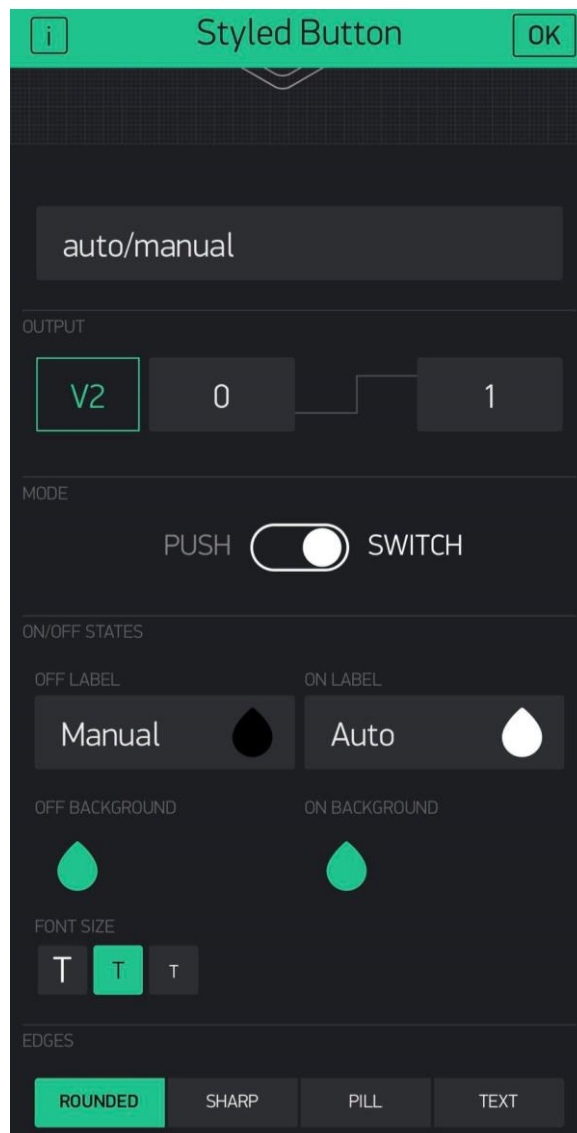 i Styled Button OK
auto/manual
OUTPUT
V2 0 1
MODE
PUSH SWITCH
ON/OFF STATES
OFF LABEL ON LABEL
Manual Auto
OFF BACKGROUND ON BACKGROUND
FONT SIZE
T T T
EDGES
ROUNDED SHARP PILL TEXT